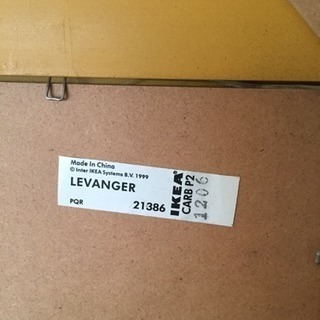 Made in China
© Inter IKEA Systems B.V. 1999
LEVANGER
PQR 21386
IKEA
CARB P2
1206